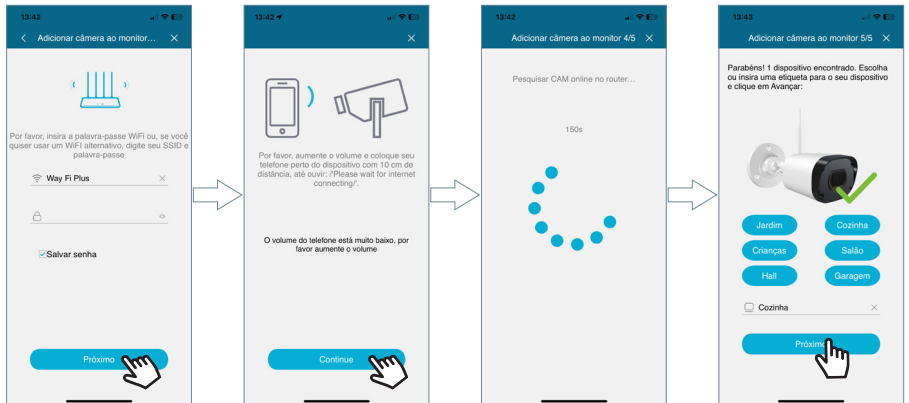 13:42
Adicionar câmera ao monitor…
Por favor, insira a palavra-passe WiFi ou, se você
quiser usar um WiFI alternativo, digite seu SSID e
palavra-passe
Way Fi Plus
Salvar senha
Próximo
13:42
Por favor, aumente o volume e coloque seu
telefone perto do dispositivo com 10 cm de
distância, até ouvir: /"Please wait for internet
connecting/".
O volume do telefone está muito baixo, por
favor aumente o volume
Continue
13:42
Adicionar câmera ao monitor 4/5
Pesquisar CAM online no router…
150s
13:43
Adicionar câmera ao monitor 5/5
Parabéns! 1 dispositivo encontrado. Escolha
ou insira uma etiqueta para o seu dispositivo
e clique em Avançar:
Jardim
Cozinha
Crianças
Salão
Hall
Garagem
Cozinha
Próximo